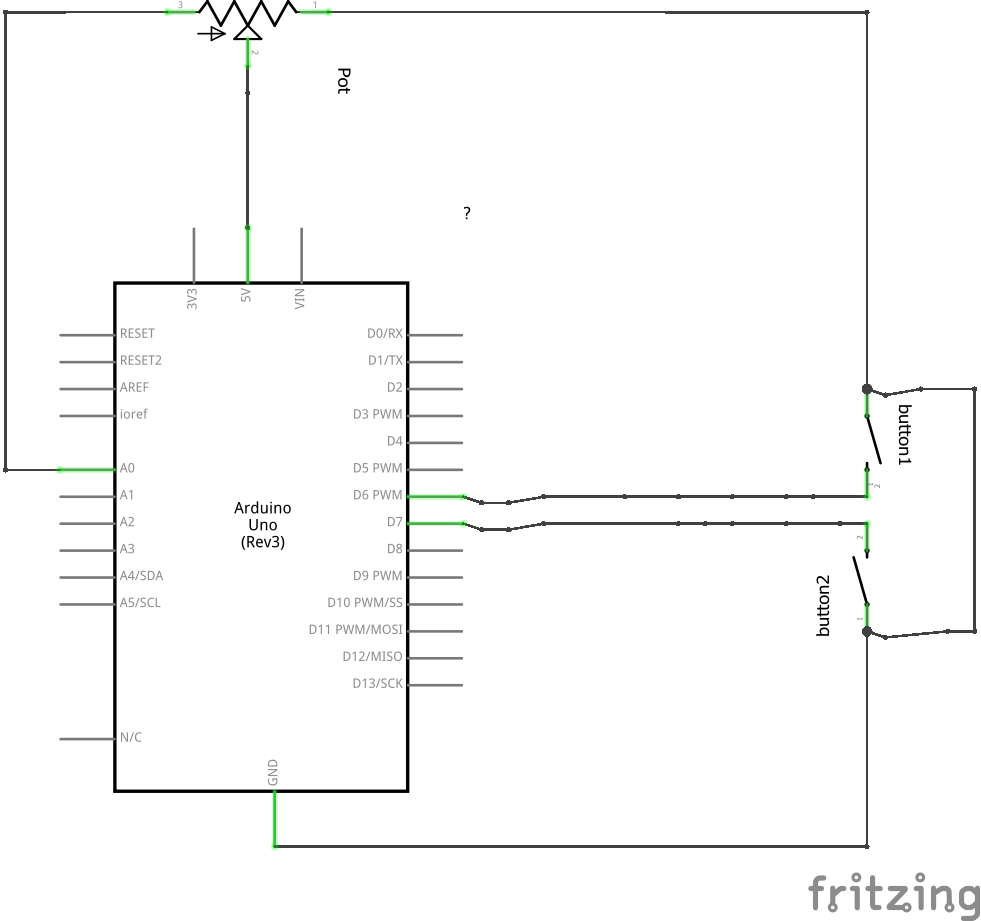 3
1
2
Pot
?
3V3
5V
VIN
RESET
RESET2
AREF
ioref
A0
A1
A2
A3
A4/SDA
A5/SCL
N/C
Arduino
Uno
(Rev3)
D0/RX
D1/TX
D2
D3 PWM
D4
D5 PWM
D6 PWM
D7
D8
D9 PWM
D10 PWM/SS
D11 PWM/MOSI
D12/MISO
D13/SCK
GND
button1
1
2
2
button2
1
fritzing